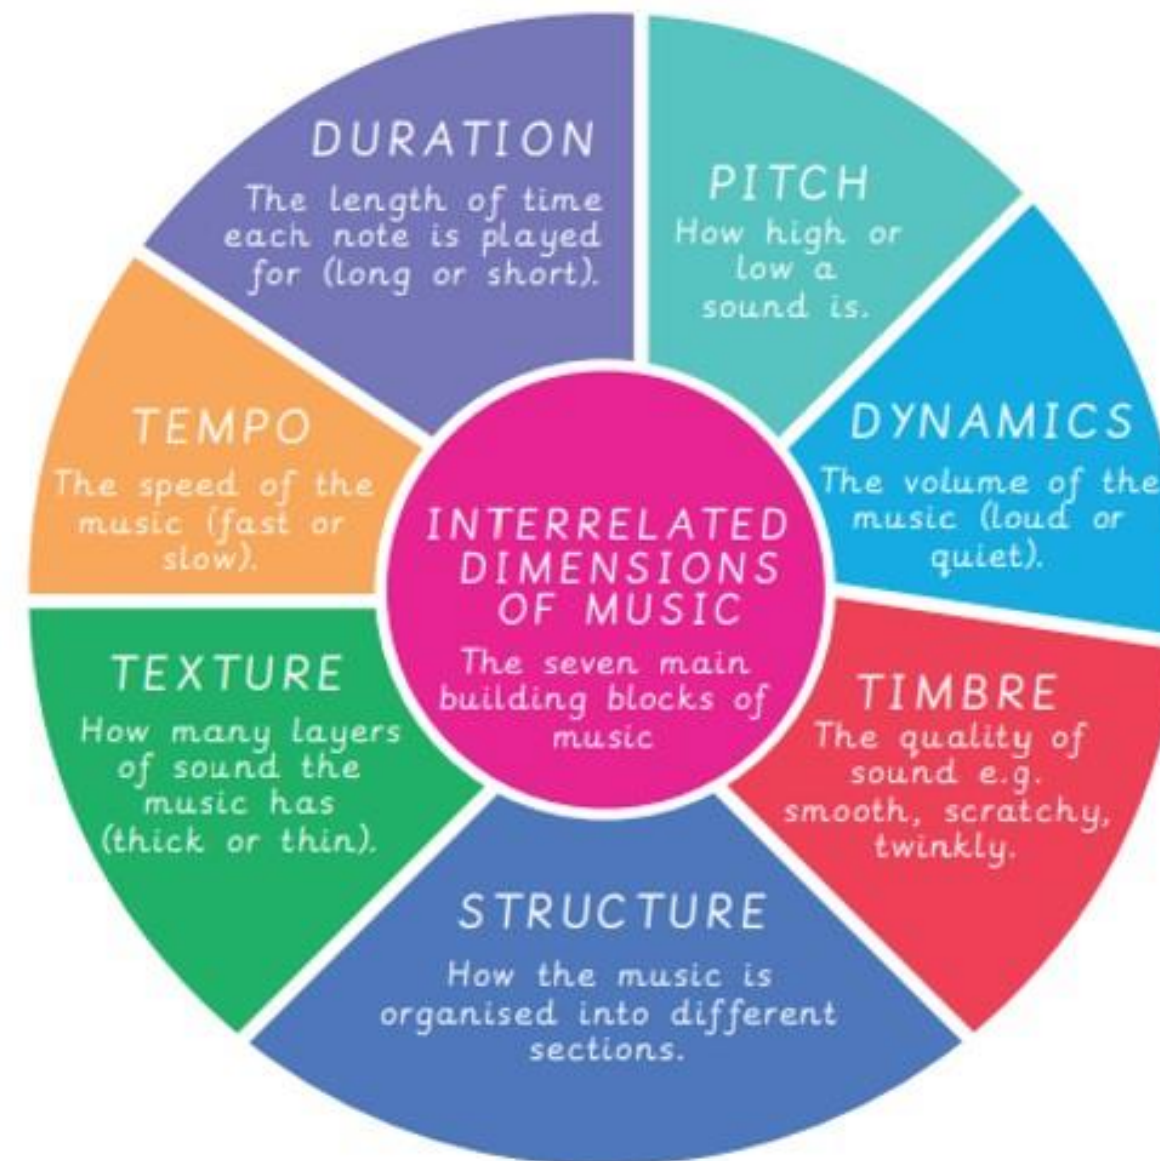 DURATION
The length of time
each note is played
for (long or short).
PITCH
How high or
low a
sound is.
DYNAMICS
The volume of the
music (loud or
quiet).
TIMBRE
The quality of
sound e.g.
smooth, scratchy,
twinkly.
STRUCTURE
How the music is
organised into different
sections.
TEXTURE
How many layers
of sound the
music has
(thick or thin).
TEMPO
The speed of the
music (fast or
slow).
INTERRELATED
DIMENSIONS
OF MUSIC
The seven main
building blocks of
music